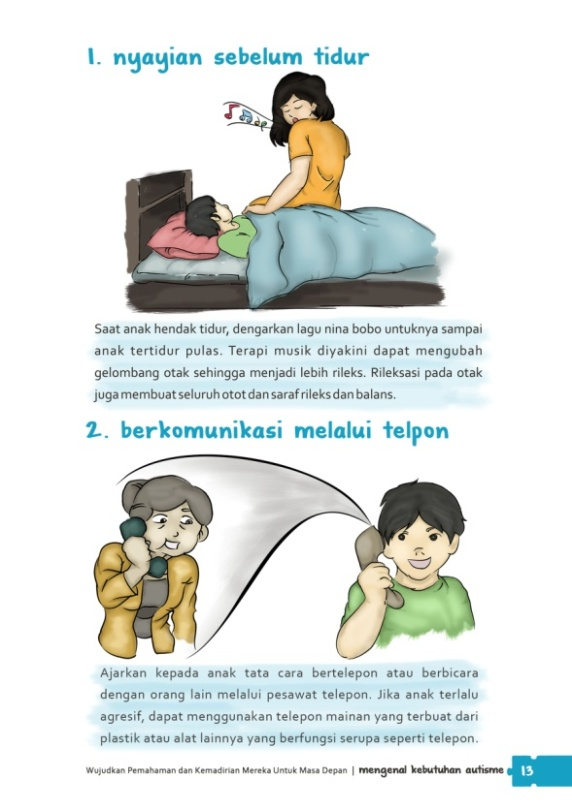 1. nyayian sebelum tidur
Saat anak hendak tidur, dengarkan lagu nina bobo untuknya sampai
anak tertidur pulas. Terapi musik diyakini dapat mengubah
gelombang otak sehingga menjadi lebih rileks. Rileksasi pada otak
juga membuat seluruh otot dan saraf rileks dan balans.
2. berkomunikasi melalui telpon
Ajarkan kepada anak tata cara bertelepon atau berbicara
dengan orang lain melalui pesawat telepon. Jika anak terlalu
agresif, dapat menggunakan telepon mainan yang terbuat dari
plastik atau alat lainnya yang berfungsi serupa seperti telepon.
Wujudkan Pemahaman dan Kemadirian Mereka Untuk Masa Depan | mengenal kebutuhan autisme 13